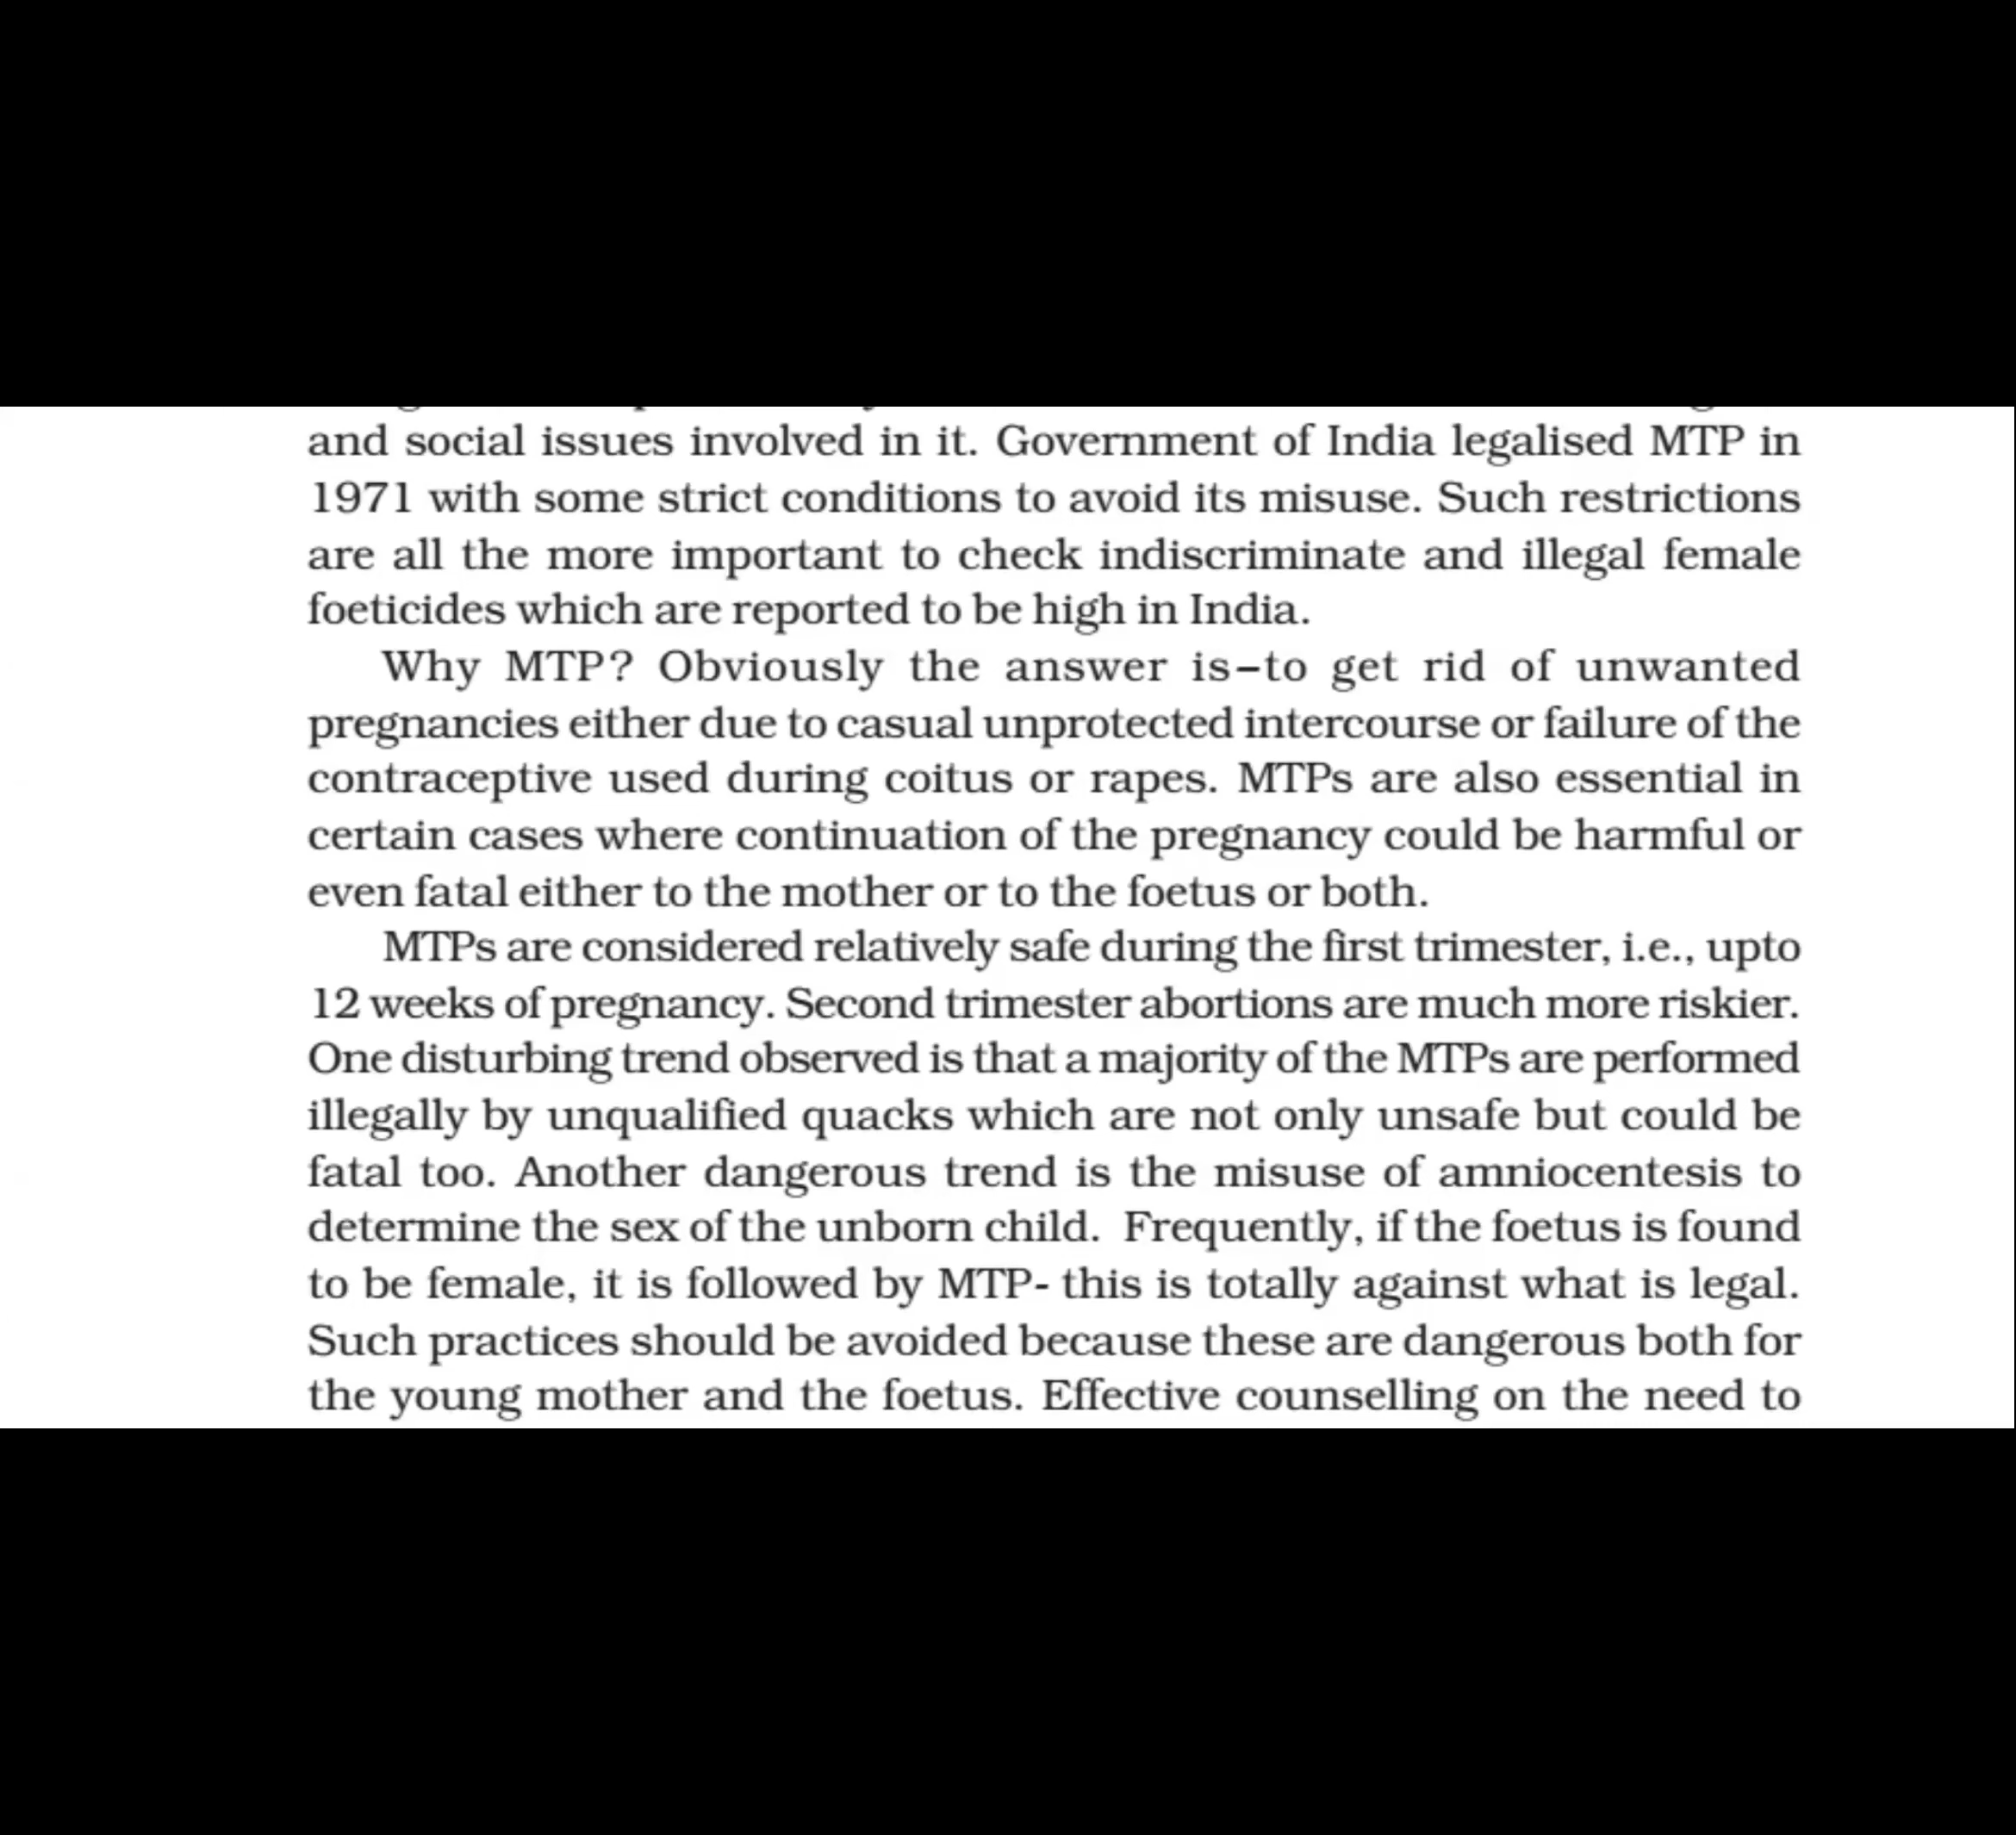 and social issues involved in it. Government of India legalised MTP in
1971 with some strict conditions to avoid its misuse. Such restrictions
are all the more important to check indiscriminate and illegal female
foeticides which are reported to be high in India.
Why MTP? Obviously the answer is–to get rid of unwanted
pregnancies either due to casual unprotected intercourse or failure of the
contraceptive used during coitus or rapes. MTPs are also essential in
certain cases where continuation of the pregnancy could be harmful or
even fatal either to the mother or to the foetus or both.
MTPs are considered relatively safe during the first trimester, i.e., upto
12 weeks of pregnancy. Second trimester abortions are much more riskier.
One disturbing trend observed is that a majority of the MTPs are performed
illegally by unqualified quacks which are not only unsafe but could be
fatal too. Another dangerous trend is the misuse of amniocentesis to
determine the sex of the unborn child. Frequently, if the foetus is found
to be female, it is followed by MTP- this is totally against what is legal.
Such practices should be avoided because these are dangerous both for
the young mother and the foetus. Effective counselling on the need to